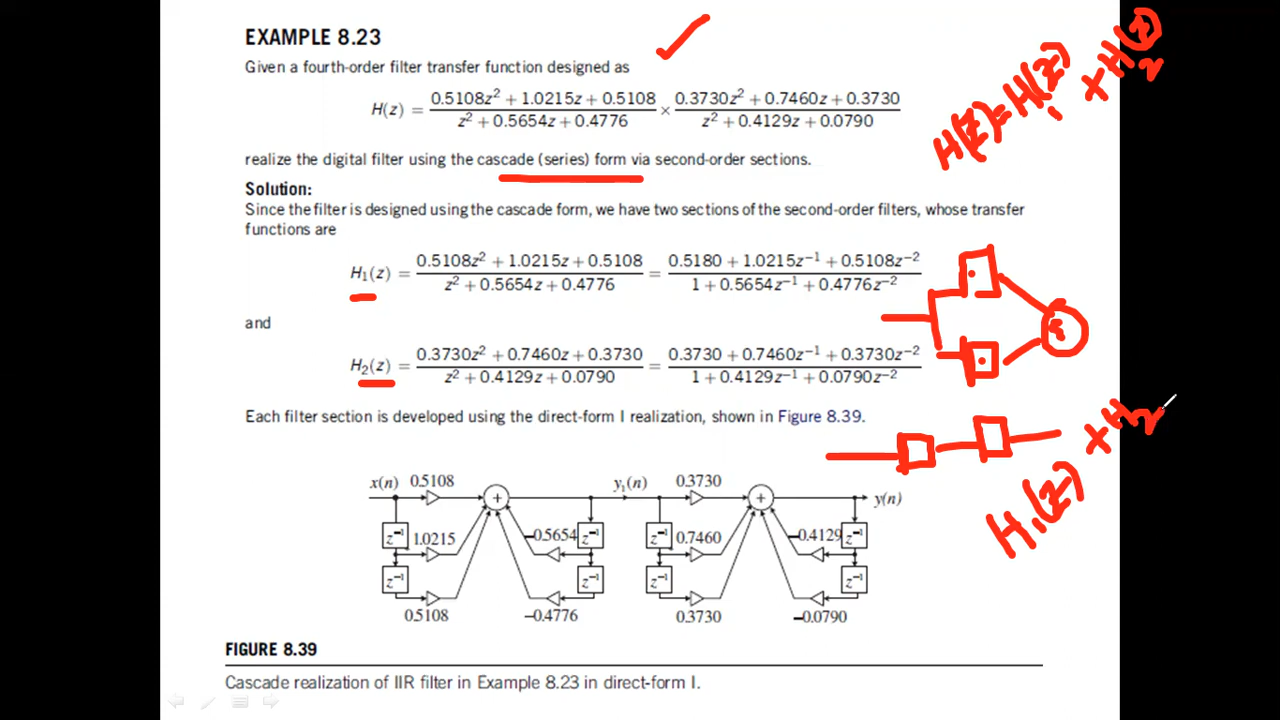 EXAMPLE 8.23
Given a fourth-order filter transfer function designed as
H(z) = (0.5108z² + 1.0215z + 0.5108)/(z² + 0.5654z + 0.4776) × (0.3730z² + 0.7460z + 0.3730)/(z² + 0.4129z + 0.0790)
realize the digital filter using the cascade (series) form via second-order sections.
Solution:
Since the filter is designed using the cascade form, we have two sections of the second-order filters, whose transfer
functions are
H₁(z) = (0.5108z² + 1.0215z + 0.5108)/(z² + 0.5654z + 0.4776) = (0.5180 + 1.0215z⁻¹ + 0.5108z⁻²)/(1 + 0.5654z⁻¹ + 0.4776z⁻²)
and
H₂(z) = (0.3730z² + 0.7460z + 0.3730)/(z² + 0.4129z + 0.0790) = (0.3730 + 0.7460z⁻¹ + 0.3730z⁻²)/(1 + 0.4129z⁻¹ + 0.0790z⁻²)
Each filter section is developed using the direct-form I realization, shown in Figure 8.39.
x(n) 0.5108 + y₁(n) 0.3730 + y(n)
z⁻¹ 1.0215 −0.5654 z⁻¹ z⁻¹ 0.7460 −0.4129 z⁻¹
z⁻¹ z⁻¹ z⁻¹ z⁻¹
0.5108 −0.4776 0.3730 −0.0790
FIGURE 8.39
Cascade realization of IIR filter in Example 8.23 in direct-form I.
H(z) = H₁(z) + H₂(z)
H₁(z) + H₂